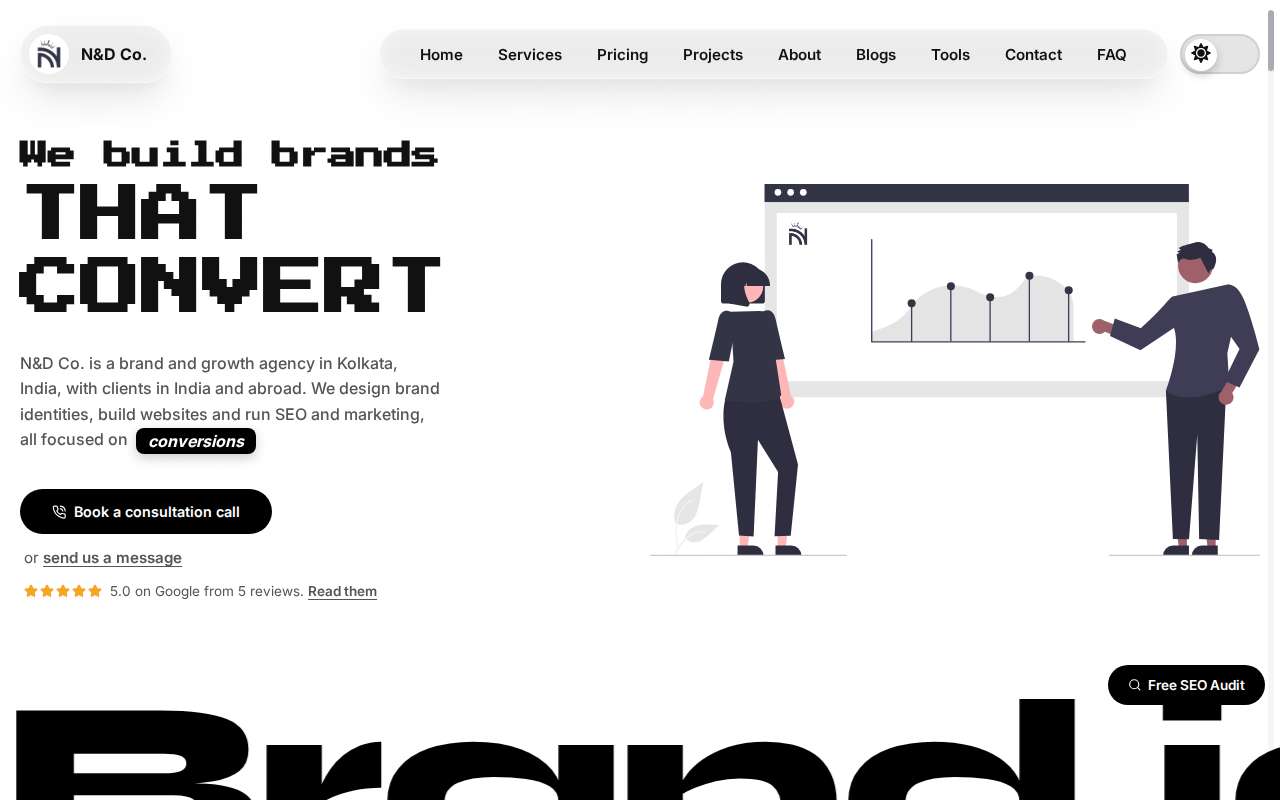 N&D Co.
Home Services Pricing Projects About Blogs Tools Contact FAQ
We build brands
THAT
CONVERT
N&D Co. is a brand and growth agency in Kolkata,
India, with clients in India and abroad. We design brand
identities, build websites and run SEO and marketing,
all focused on conversions
Book a consultation call
or send us a message
5.0 on Google from 5 reviews. Read them
Free SEO Audit
Brand